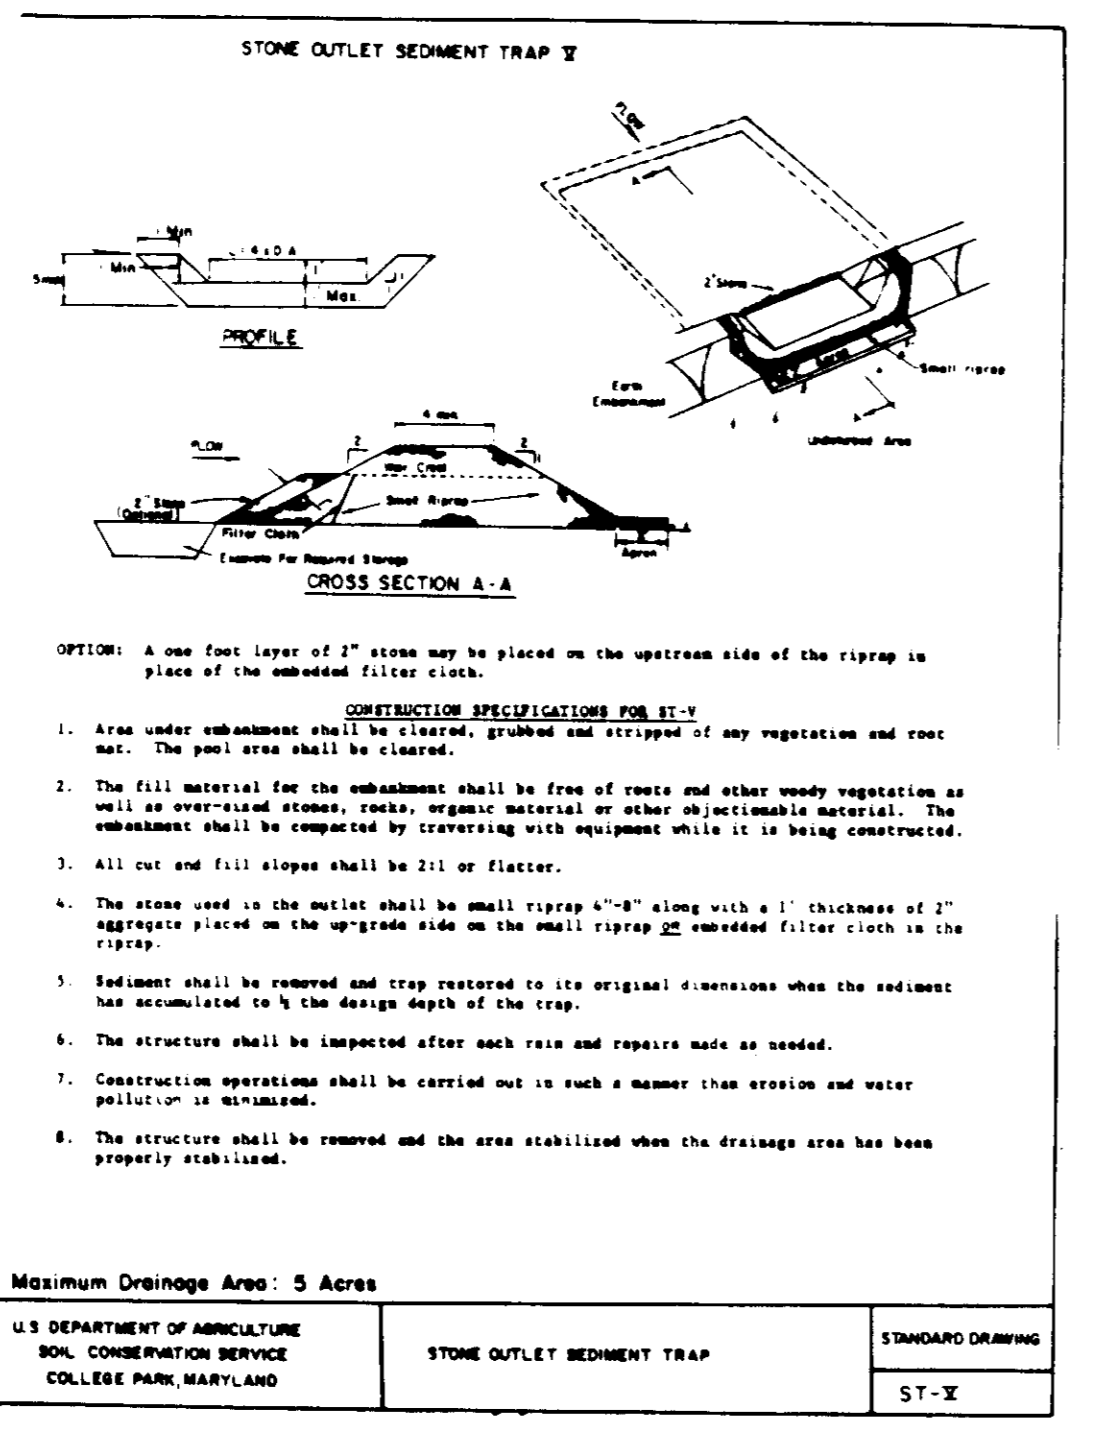 STONE OUTLET SEDIMENT TRAP V
FLOW
A
Min
4 x D A
Min
5 max
Max.
PROFILE
2" Stone
Small riprap
Earth
Embankment
A
Undisturbed Area
4 min
FLOW
2
2
Weir Crest
2" Stone
(Optional)
Small Riprap
Filter Cloth
Apron
Excavate For Required Storage
CROSS SECTION A-A
OPTION: A one foot layer of 2" stone may be placed on the upstream side of the riprap in
place of the embedded filter cloth.
CONSTRUCTION SPECIFICATIONS FOR ST-V
1. Area under embankment shall be cleared, grubbed and stripped of any vegetation and root
mat. The pool area shall be cleared.
2. The fill material for the embankment shall be free of roots and other woody vegetation as
well as over-sized stones, rocks, organic material or other objectionable material. The
embankment shall be compacted by traversing with equipment while it is being constructed.
3. All cut and fill slopes shall be 2:1 or flatter.
4. The stone used in the outlet shall be small riprap 4"-8" along with a 1' thickness of 2"
aggregate placed on the up-grade side on the small riprap OR embedded filter cloth in the
riprap.
5. Sediment shall be removed and trap restored to its original dimensions when the sediment
has accumulated to ½ the design depth of the trap.
6. The structure shall be inspected after each rain and repairs made as needed.
7. Construction operations shall be carried out in such a manner than erosion and water
pollution is minimized.
8. The structure shall be removed and the area stabilized when the drainage area has been
properly stabilized.
Maximum Drainage Area: 5 Acres
U.S DEPARTMENT OF AGRICULTURE
SOIL CONSERVATION SERVICE
COLLEGE PARK, MARYLAND
STONE OUTLET SEDIMENT TRAP
STANDARD DRAWING
ST-V